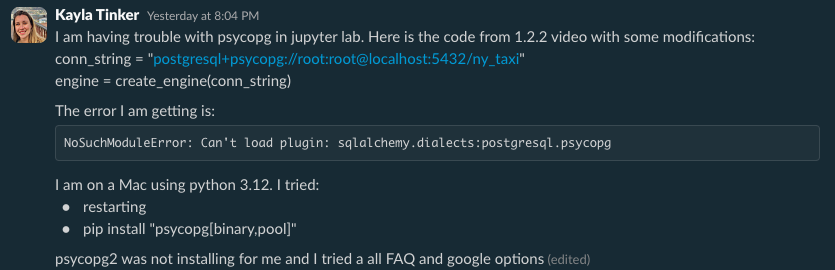 Kayla Tinker Yesterday at 8:04 PM
I am having trouble with psycopg in jupyter lab. Here is the code from 1.2.2 video with some modifications:
conn_string = "postgresql+psycopg://root:root@localhost:5432/ny_taxi"
engine = create_engine(conn_string)
The error I am getting is:
NoSuchModuleError: Can't load plugin: sqlalchemy.dialects:postgresql.psycopg
I am on a Mac using python 3.12. I tried:
• restarting
• pip install "psycopg[binary,pool]"
psycopg2 was not installing for me and I tried a all FAQ and google options (edited)